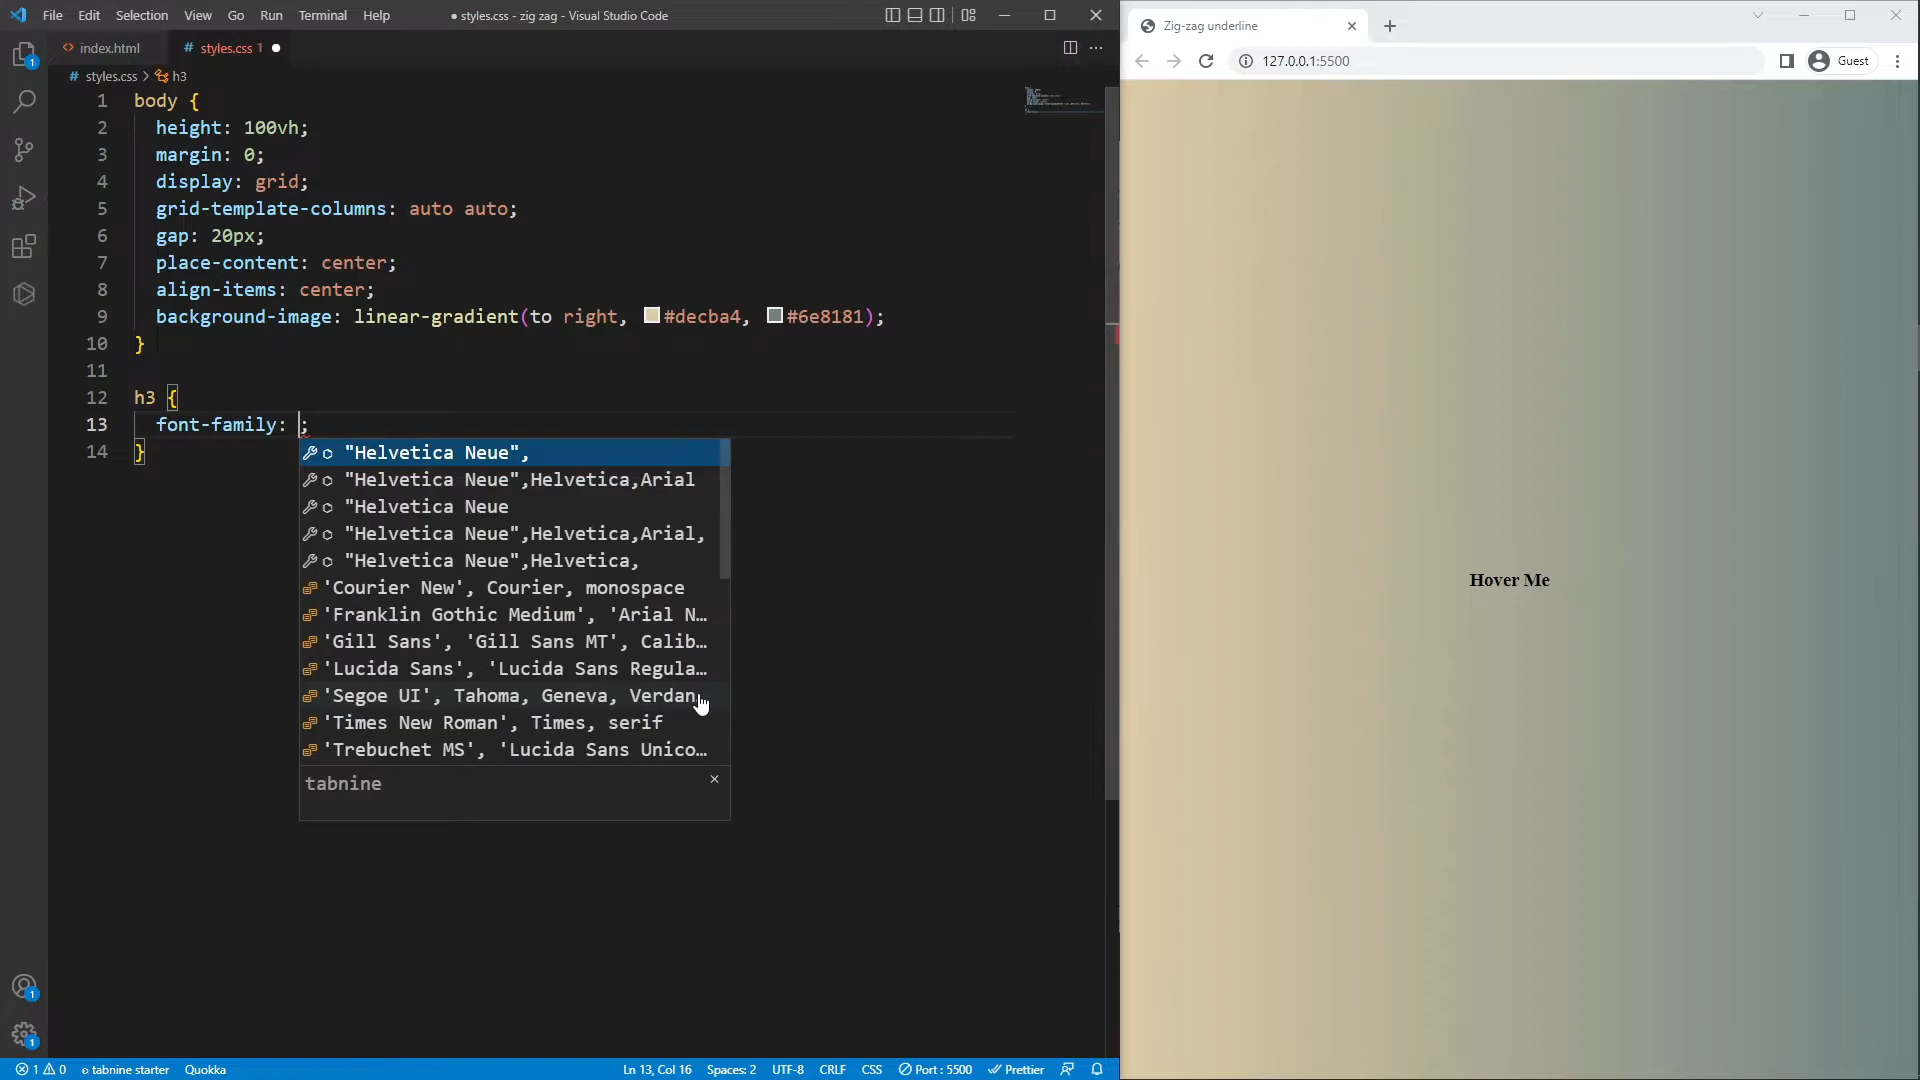 File Edit Selection View Go Run Terminal Help
● styles.css - zig zag - Visual Studio Code
index.html
# styles.css 1 ●
# styles.css > h3
1 body {
2 height: 100vh;
3 margin: 0;
4 display: grid;
5 grid-template-columns: auto auto;
6 gap: 20px;
7 place-content: center;
8 align-items: center;
9 background-image: linear-gradient(to right, #decba4, #6e8181);
10 }
11
12 h3 {
13 font-family: ;
14 }
"Helvetica Neue",
"Helvetica Neue",Helvetica,Arial
"Helvetica Neue
"Helvetica Neue",Helvetica,Arial,
"Helvetica Neue",Helvetica,
'Courier New', Courier, monospace
'Franklin Gothic Medium', 'Arial N…
'Gill Sans', 'Gill Sans MT', Calib…
'Lucida Sans', 'Lucida Sans Regula…
'Segoe UI', Tahoma, Geneva, Verdan
'Times New Roman', Times, serif
'Trebuchet MS', 'Lucida Sans Unico…
tabnine
1
1
1
1 0 tabnine starter Quokka
Ln 13, Col 16 Spaces: 2 UTF-8 CRLF CSS Port : 5500 Prettier
Zig-zag underline
127.0.0.1:5500
Guest
Hover Me